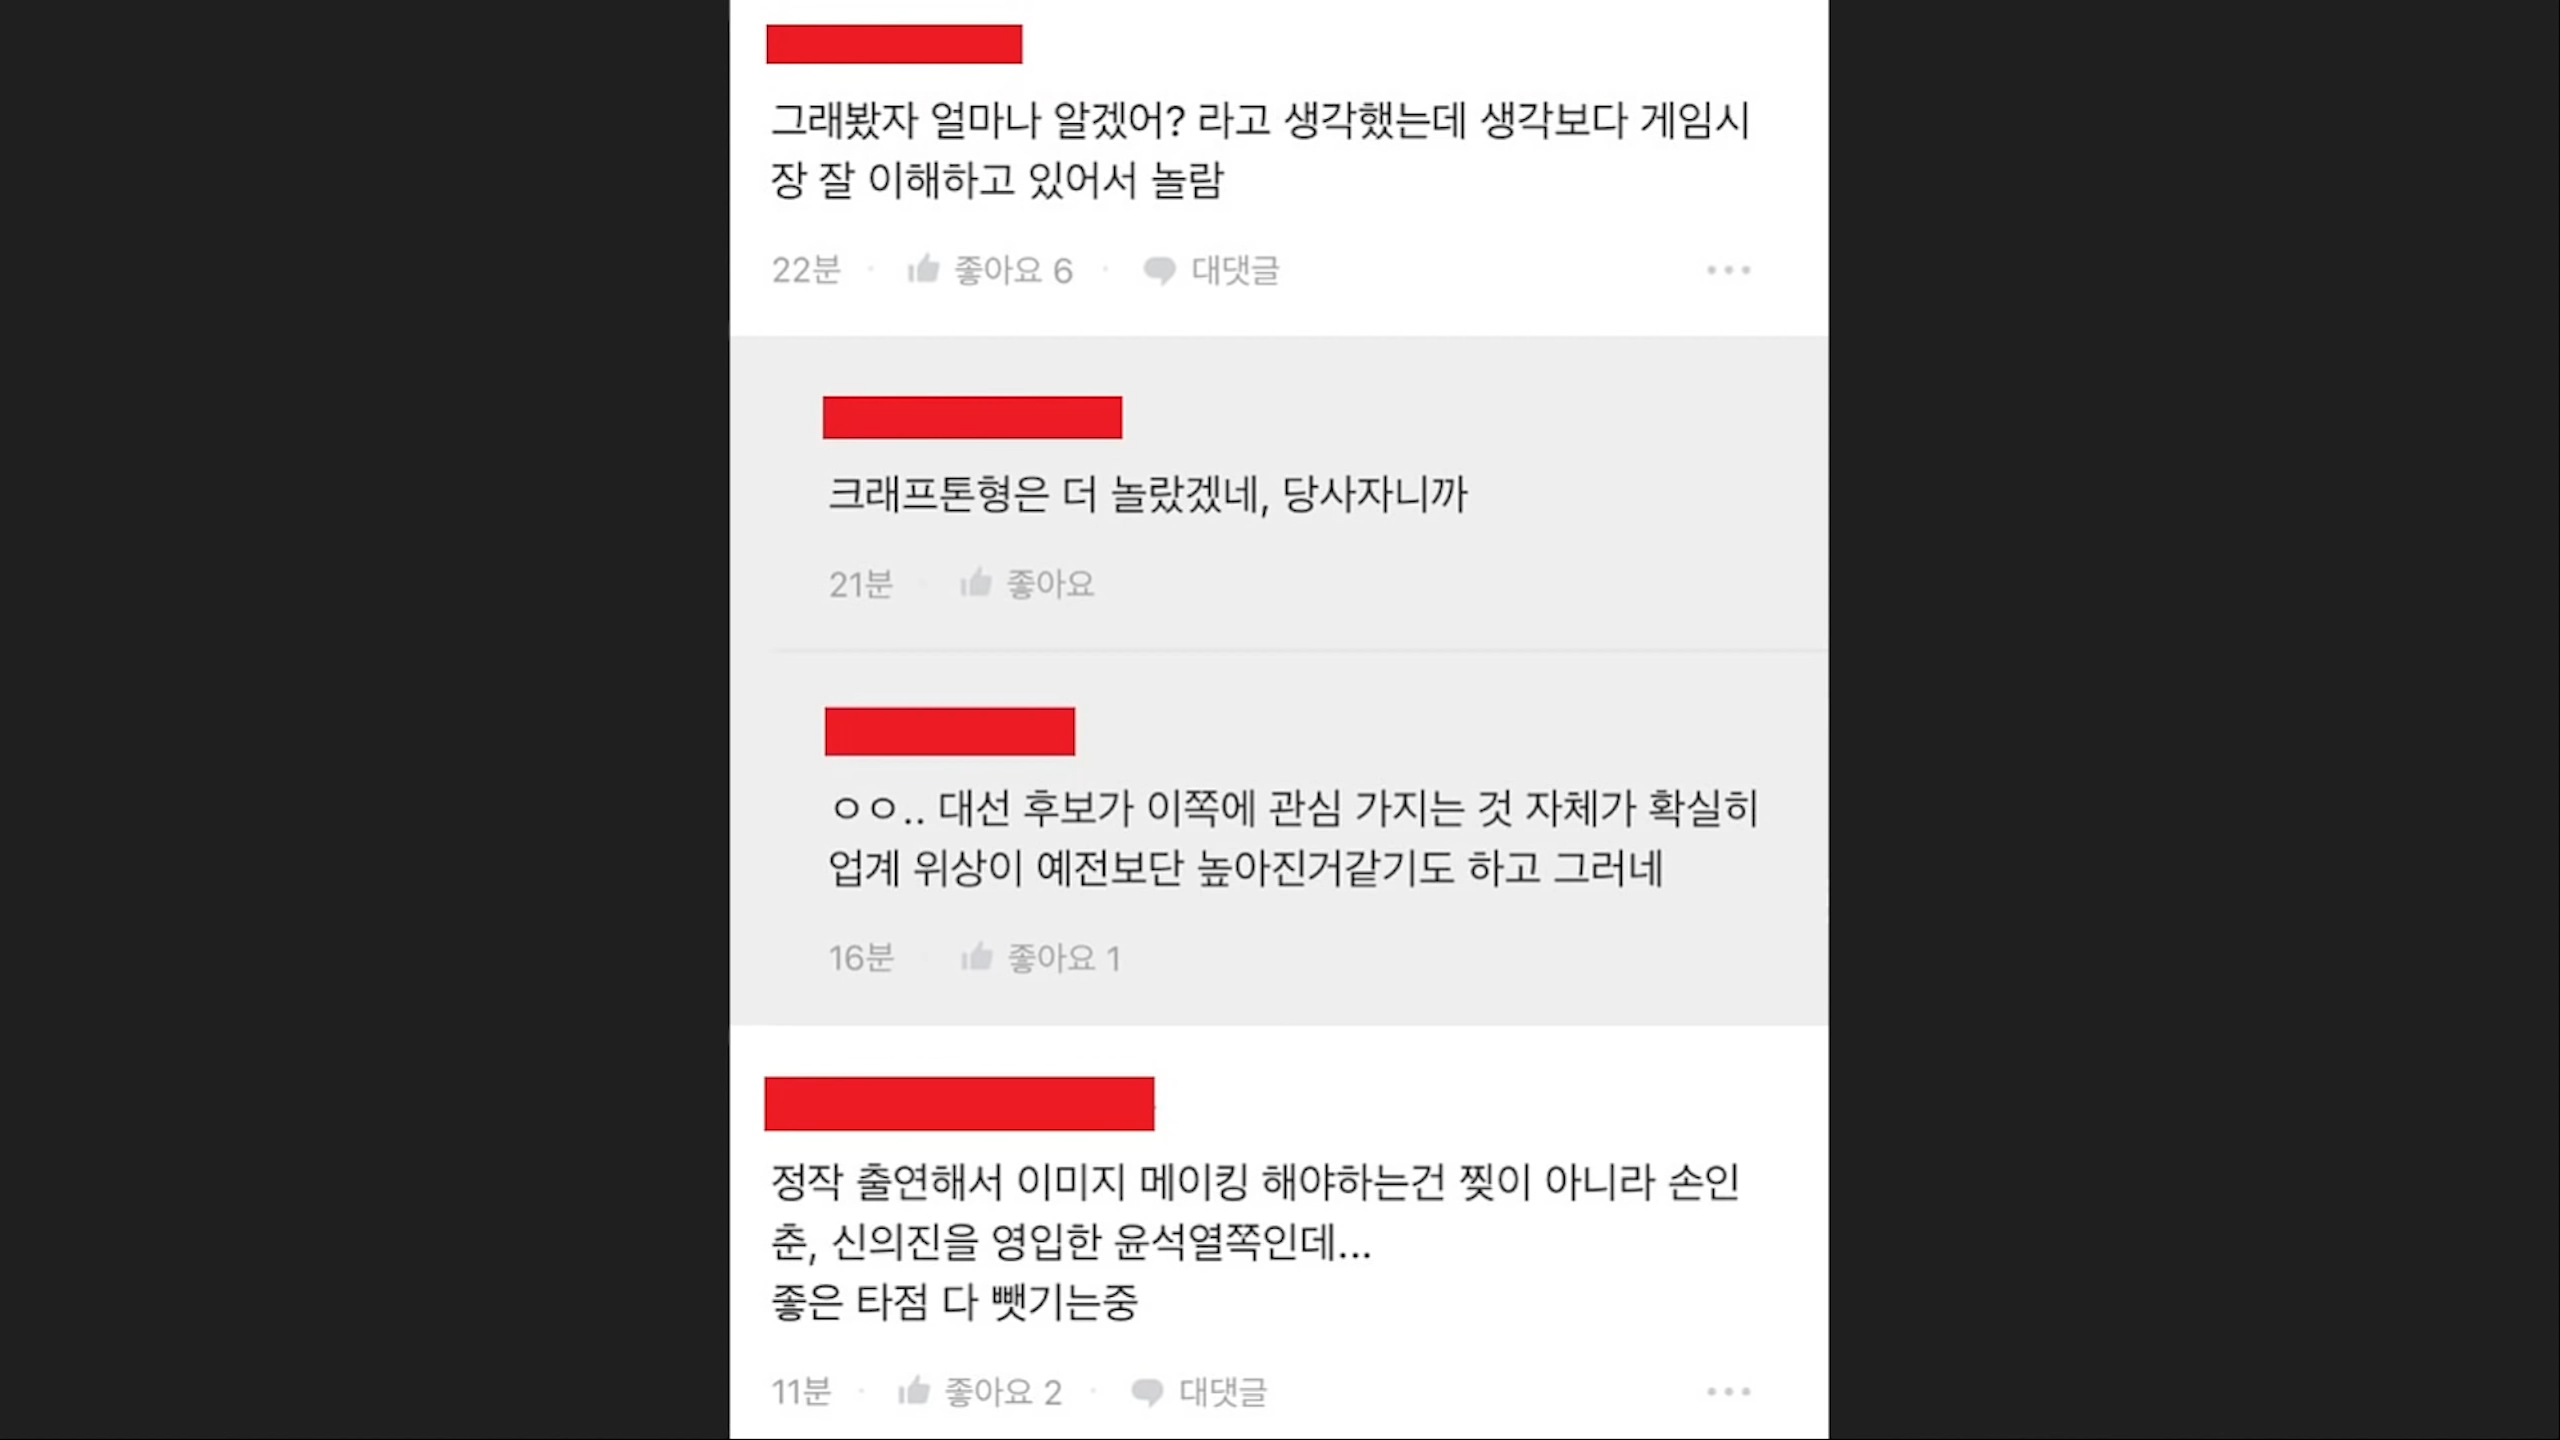 그래봤자 얼마나 알겠어? 라고 생각했는데 생각보다 게임시
장 잘 이해하고 있어서 놀람
22분 · 좋아요 6 · 대댓글
크래프톤형은 더 놀랐겠네, 당사자니까
21분 · 좋아요
ㅇㅇ.. 대선 후보가 이쪽에 관심 가지는 것 자체가 확실히
업계 위상이 예전보단 높아진거같기도 하고 그러네
16분 · 좋아요 1
정작 출연해서 이미지 메이킹 해야하는건 찢이 아니라 손인
춘, 신의진을 영입한 윤석열쪽인데...
좋은 타점 다 뺏기는중
11분 · 좋아요 2 · 대댓글